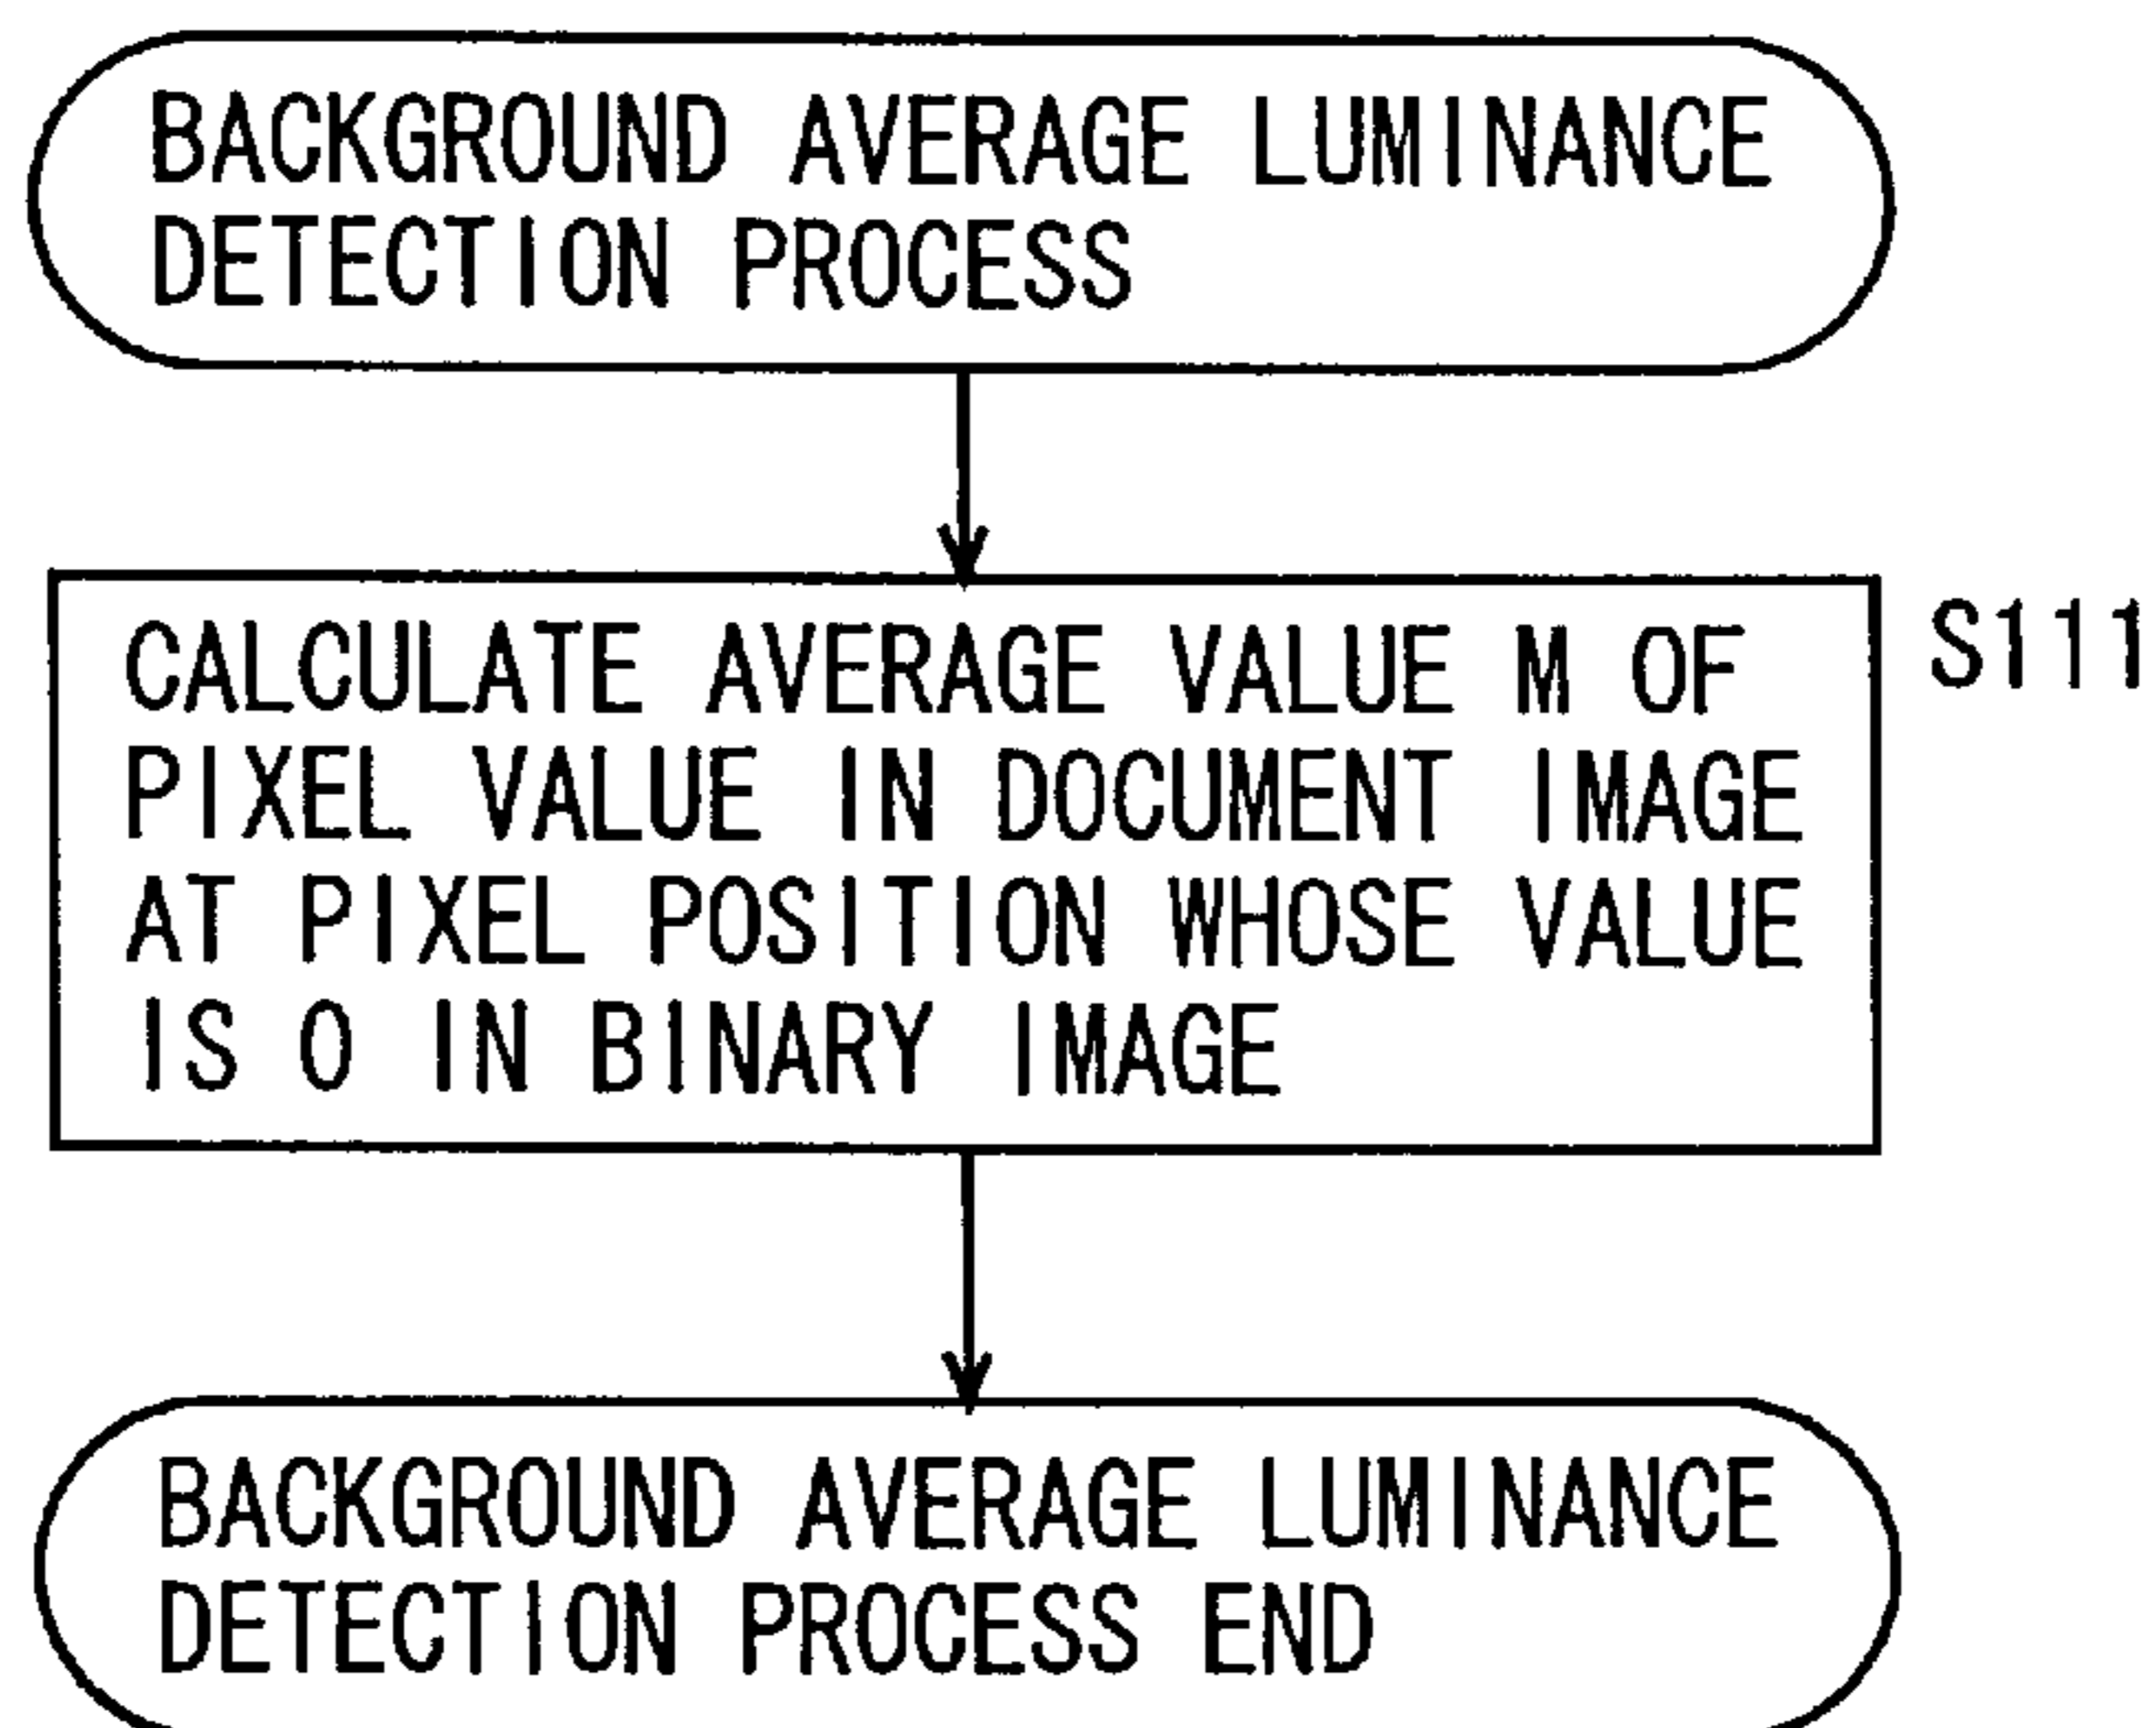 BACKGROUND AVERAGE LUMINANCE
DETECTION PROCESS
CALCULATE AVERAGE VALUE M OF
PIXEL VALUE IN DOCUMENT IMAGE
AT PIXEL POSITION WHOSE VALUE
IS 0 IN BINARY IMAGE
S111
BACKGROUND AVERAGE LUMINANCE
DETECTION PROCESS END